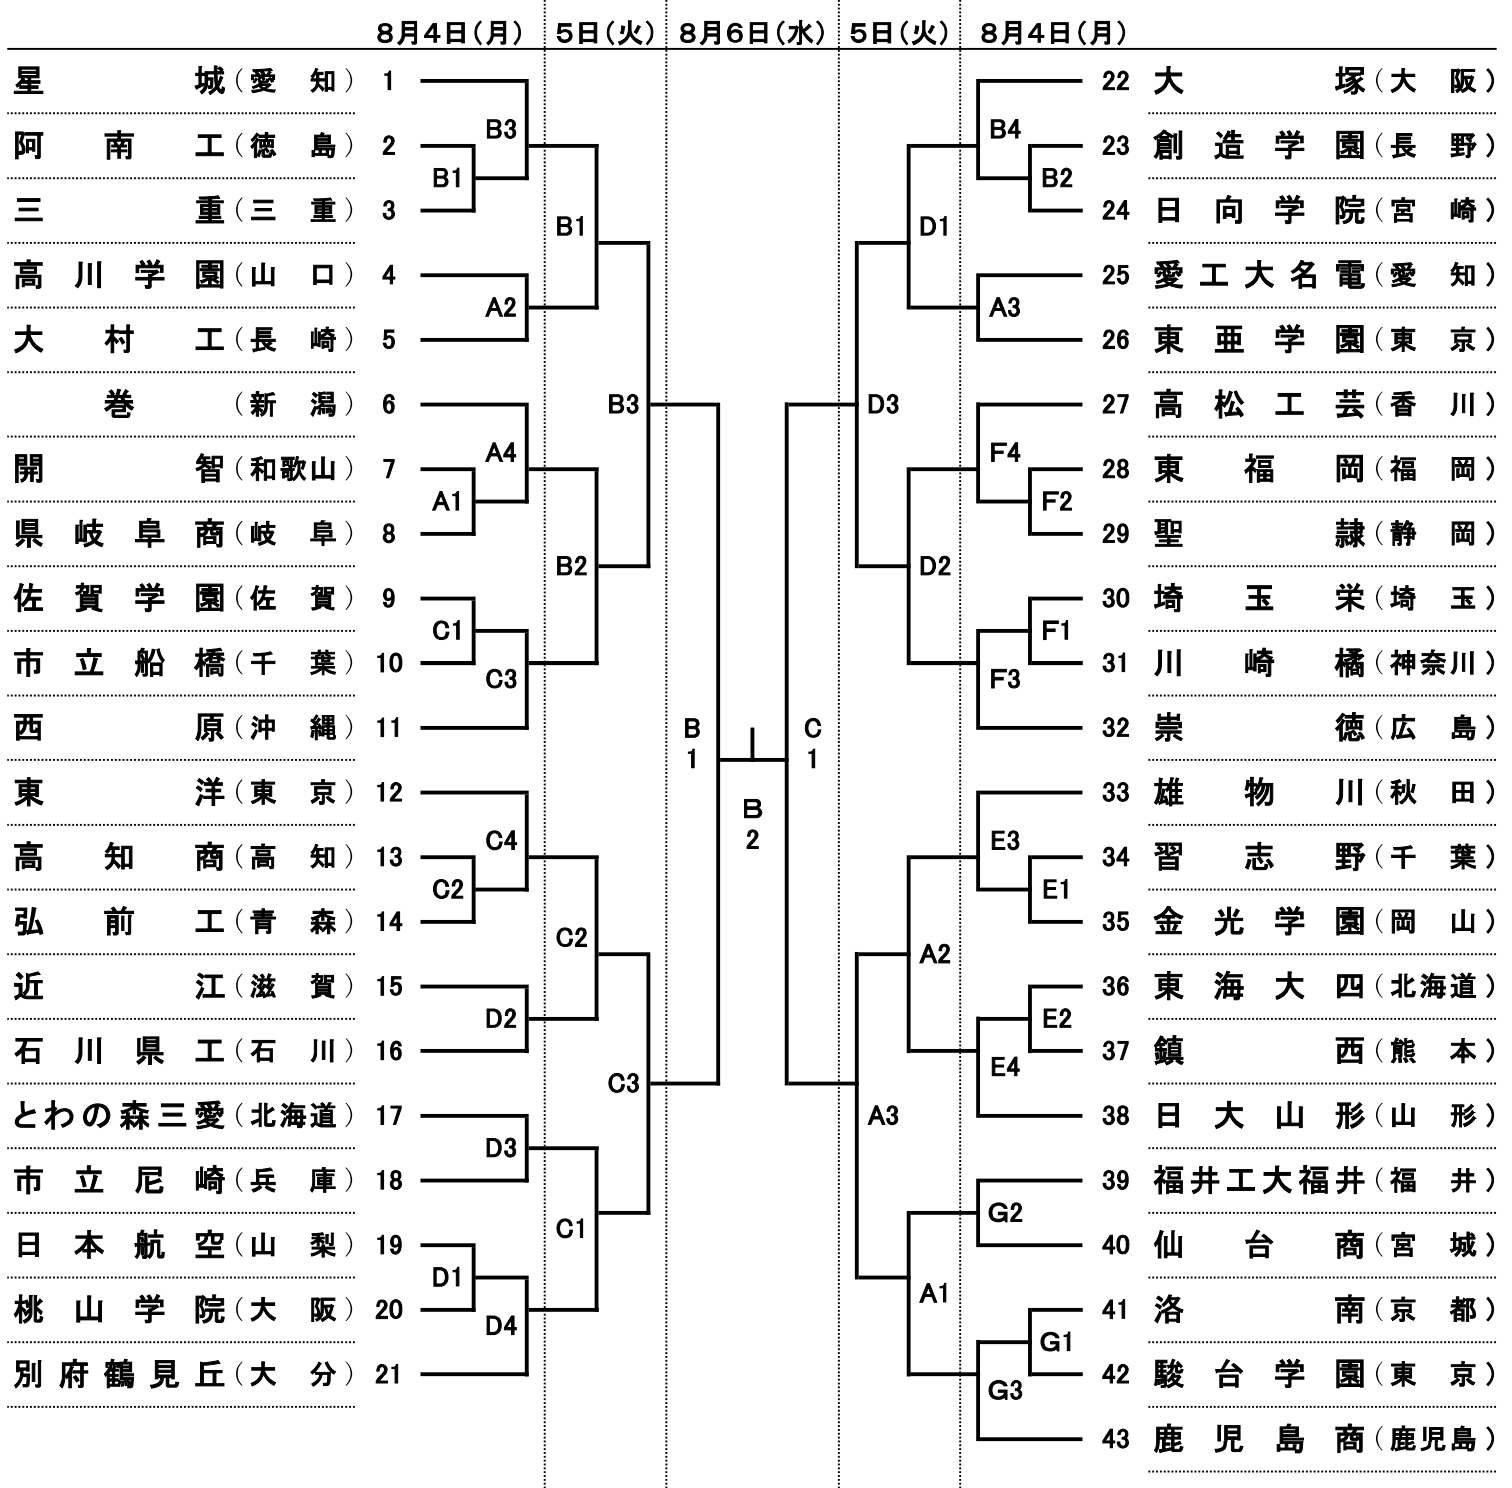 8月4日(月) 5日(火) 8月6日(水) 5日(火) 8月4日(月)
星城(愛知) 1 22 大塚(大阪)
B3 B4
阿南工(徳島) 2 23 創造学園(長野)
B1 B2
三重(三重) 3 24 日向学院(宮崎)
B1 D1
高川学園(山口) 4 25 愛工大名電(愛知)
A2 A3
大村工(長崎) 5 26 東亜学園(東京)
巻(新潟) 6 B3 D3 27 高松工芸(香川)
A4 F4
開智(和歌山) 7 28 東福岡(福岡)
A1 F2
県岐阜商(岐阜) 8 29 聖隷(静岡)
B2 D2
佐賀学園(佐賀) 9 30 埼玉栄(埼玉)
C1 F1
市立船橋(千葉) 10 31 川崎橘(神奈川)
C3 F3
西原(沖縄) 11 B1 C1 32 崇徳(広島)
東洋(東京) 12 B2 33 雄物川(秋田)
C4 E3
高知商(高知) 13 34 習志野(千葉)
C2 E1
弘前工(青森) 14 35 金光学園(岡山)
C2 A2
近江(滋賀) 15 36 東海大四(北海道)
D2 E2
石川県工(石川) 16 37 鎮西(熊本)
C3 E4
とわの森三愛(北海道) 17 A3 38 日大山形(山形)
D3
市立尼崎(兵庫) 18 39 福井工大福井(福井)
C1 G2
日本航空(山梨) 19 40 仙台商(宮城)
D1 A1
桃山学院(大阪) 20 41 洛南(京都)
D4 G1
別府鶴見丘(大分) 21 42 駿台学園(東京)
G3
43 鹿児島商(鹿児島)